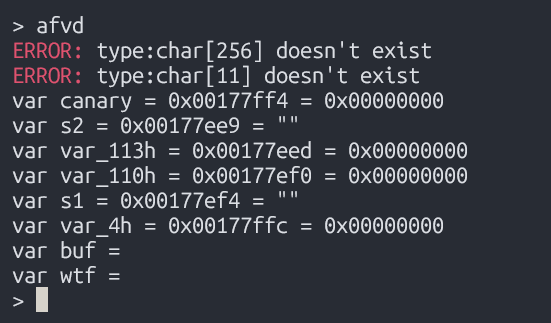 > afvd
ERROR: type:char[256] doesn't exist
ERROR: type:char[11] doesn't exist
var canary = 0x00177ff4 = 0x00000000
var s2 = 0x00177ee9 = ""
var var_113h = 0x00177eed = 0x00000000
var var_110h = 0x00177ef0 = 0x00000000
var s1 = 0x00177ef4 = ""
var var_4h = 0x00177ffc = 0x00000000
var buf =
var wtf =
>